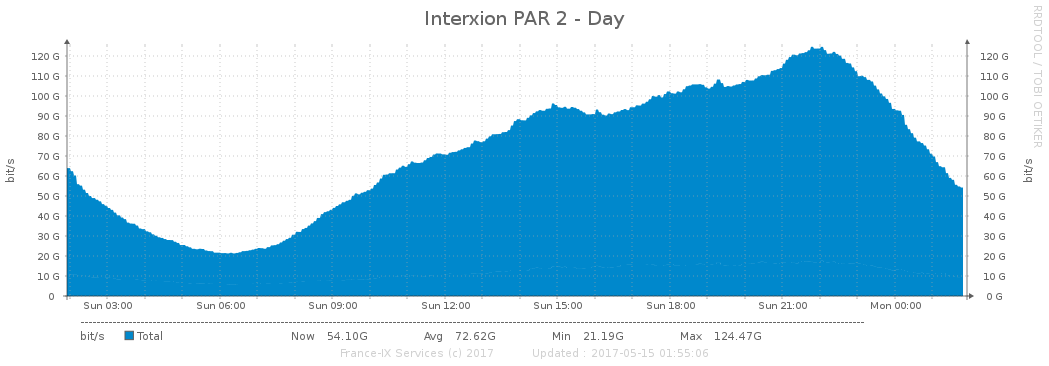 Interxion PAR 2 - Day
RRDTOOL / TOBI OETIKER
bit/s
120 G 120 G
110 G 110 G
100 G 100 G
90 G 90 G
80 G 80 G
70 G 70 G
60 G 60 G
50 G 50 G
40 G 40 G
30 G 30 G
20 G 20 G
10 G 10 G
0 0 G
bit/s
Sun 03:00 Sun 06:00 Sun 09:00 Sun 12:00 Sun 15:00 Sun 18:00 Sun 21:00 Mon 00:00
bit/s Total Now 54.10G Avg 72.62G Min 21.19G Max 124.47G
France-IX Services (c) 2017 Updated : 2017-05-15 01:55:06